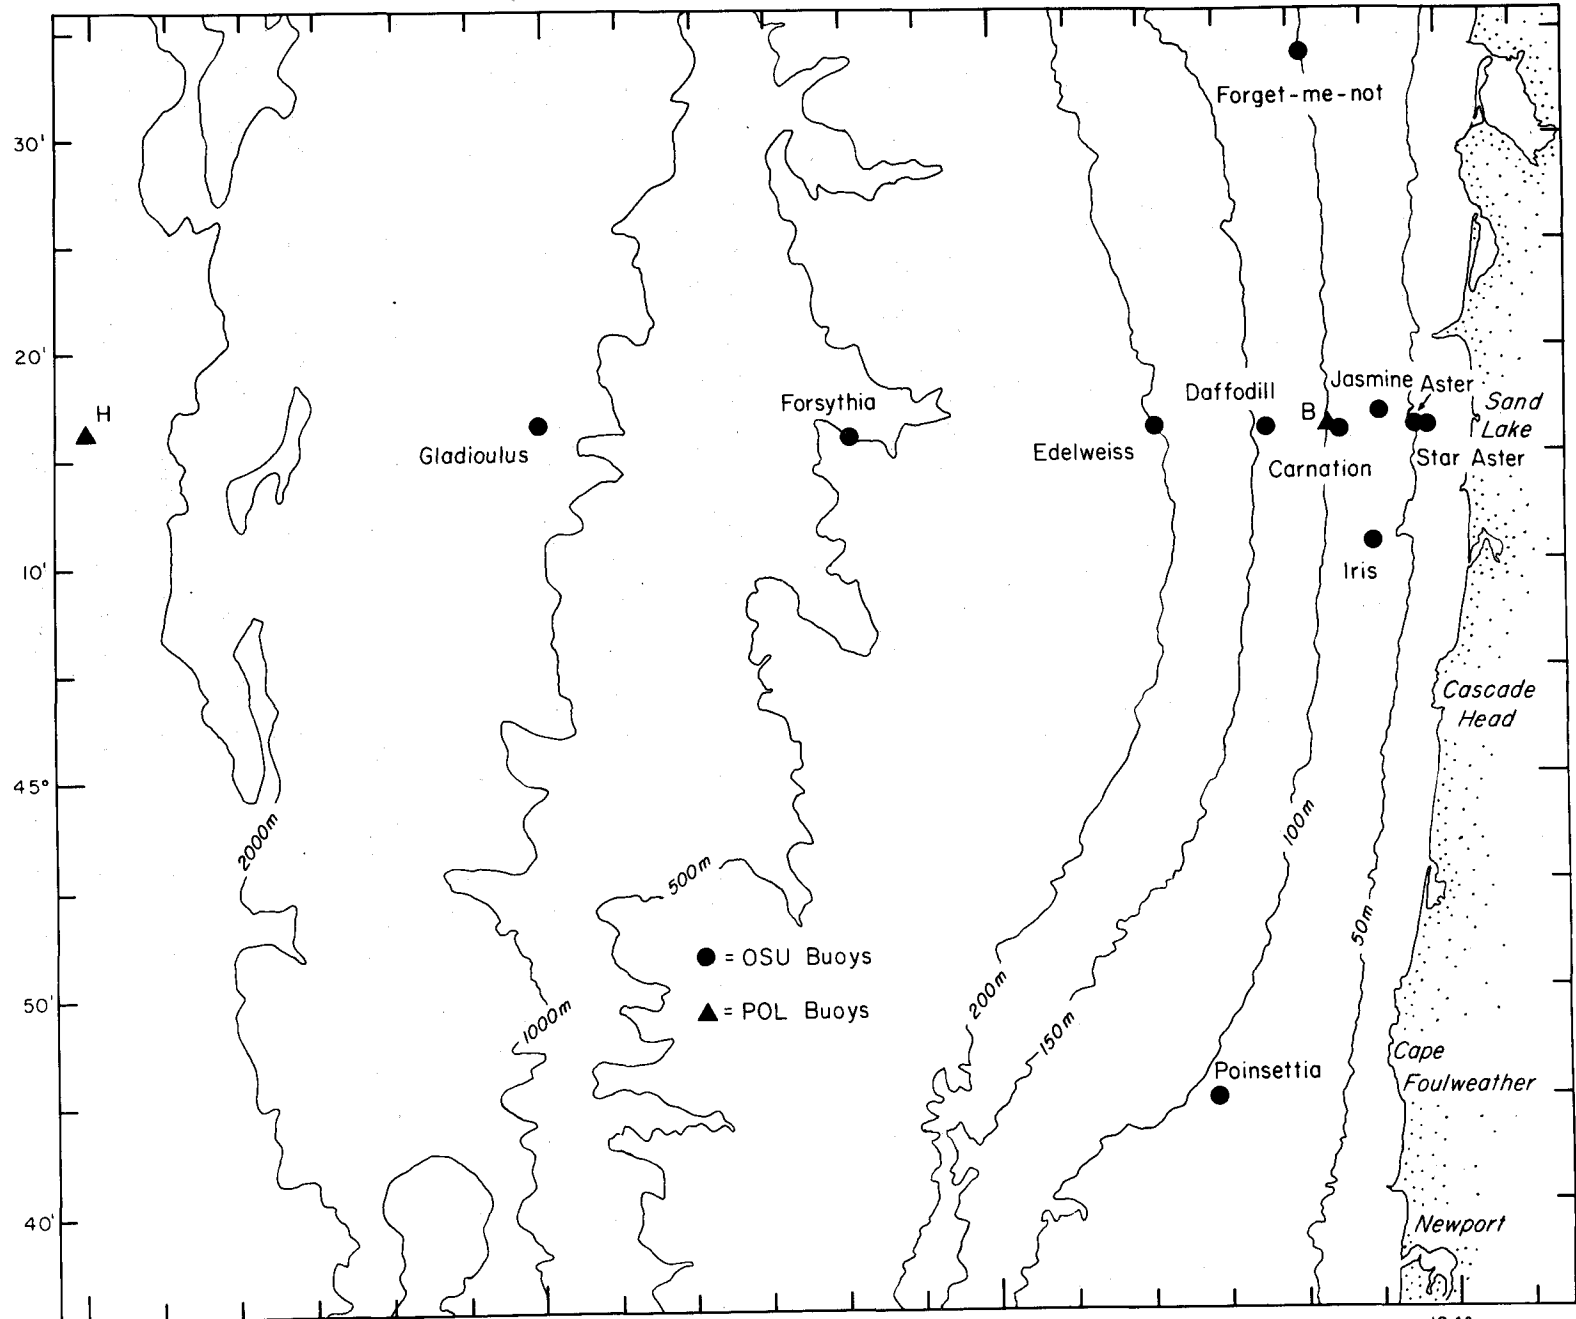 Forget-me-not
30'
20'
H
Gladioulus
Forsythia
Edelweiss
Daffodill
B
Carnation
Jasmine
Aster
Star Aster
Sand
Lake
10'
Iris
Cascade
Head
45°
2000m
500m
100m
50m
● = OSU Buoys
▲ = POL Buoys
50'
1000m
200m
150m
Cape
Foulweather
Poinsettia
40'
Newport